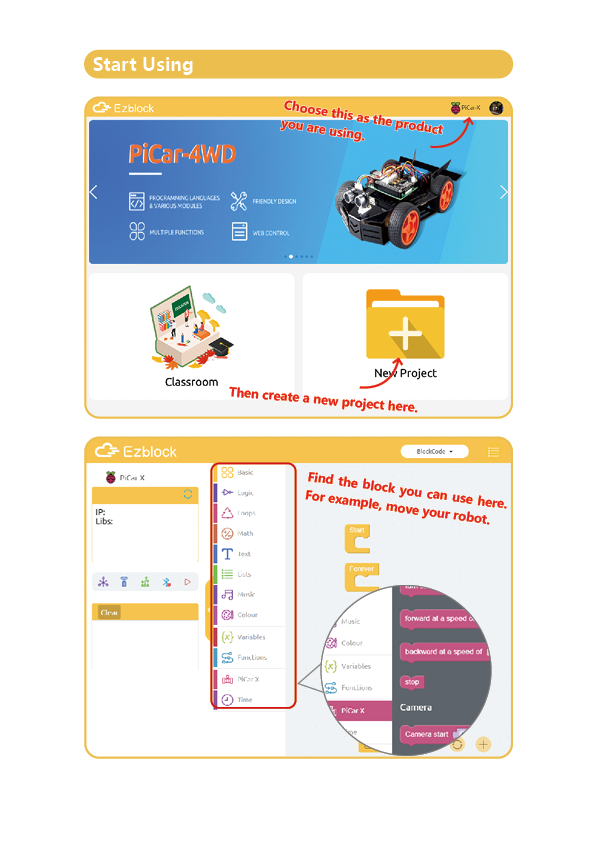 Start Using
Ezblock
PiCar-X
Choose this as the product
you are using.
PiCar-4WD
PROGRAMMING LANGUAGES
& VARIOUS MODULES
FRIENDLY DESIGN
MULTIPLE FUNCTIONS
WEB CONTROL
Classroom
New Project
Then create a new project here.
Ezblock
BlockCode
PiCar X
IP:
Libs:
Clear
Basic
Logic
Loops
Math
Text
Lists
Music
Colour
Variables
Functions
PiCar X
Time
Find the block you can use here.
For example, move your robot.
Start
Forever
Music
Colour
Variables
Functions
PiCar X
forward at a speed
backward at a speed of
stop
Camera
Camera start